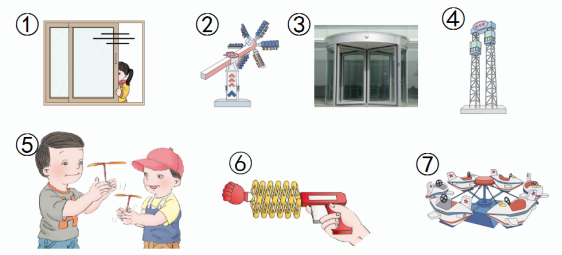 ① ② ③ ④
⑤ ⑥ ⑦